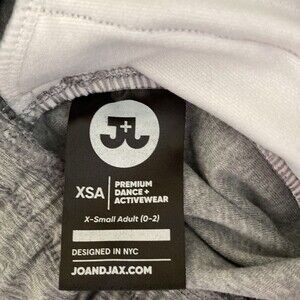 J+J
XSA
PREMIUM
DANCE +
ACTIVEWEAR
X-Small Adult (0-2)
DESIGNED IN NYC
JOANDJAX.COM